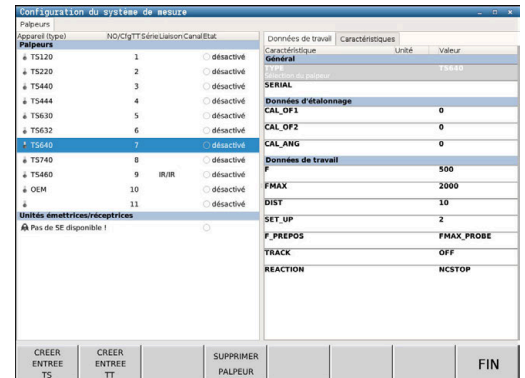 Configuration du système de mesure
Palpeurs
Appareil (type) NO/CfgTT Série Liaison Canal Etat
Palpeurs
TS120 1 désactivé
TS220 2 désactivé
TS440 3 désactivé
TS444 4 désactivé
TS630 5 désactivé
TS632 6 désactivé
TS640 7 désactivé
TS740 8 désactivé
TS460 9 IR/IR désactivé
OEM 10 désactivé
11 désactivé
Unités émettrices/réceptrices
Pas de SE disponible !
Données de travail Caractéristiques
Caractéristique Unité Valeur
Général
TYPE TS640
Sélection du palpeur
SERIAL
Données d'étalonnage
CAL_OF1 0
CAL_OF2 0
CAL_ANG 0
Données de travail
F 500
FMAX 2000
DIST 10
SET_UP 2
F_PREPOS FMAX_PROBE
TRACK OFF
REACTION NCSTOP
CREER ENTREE TS
CREER ENTREE TT
SUPPRIMER PALPEUR
FIN